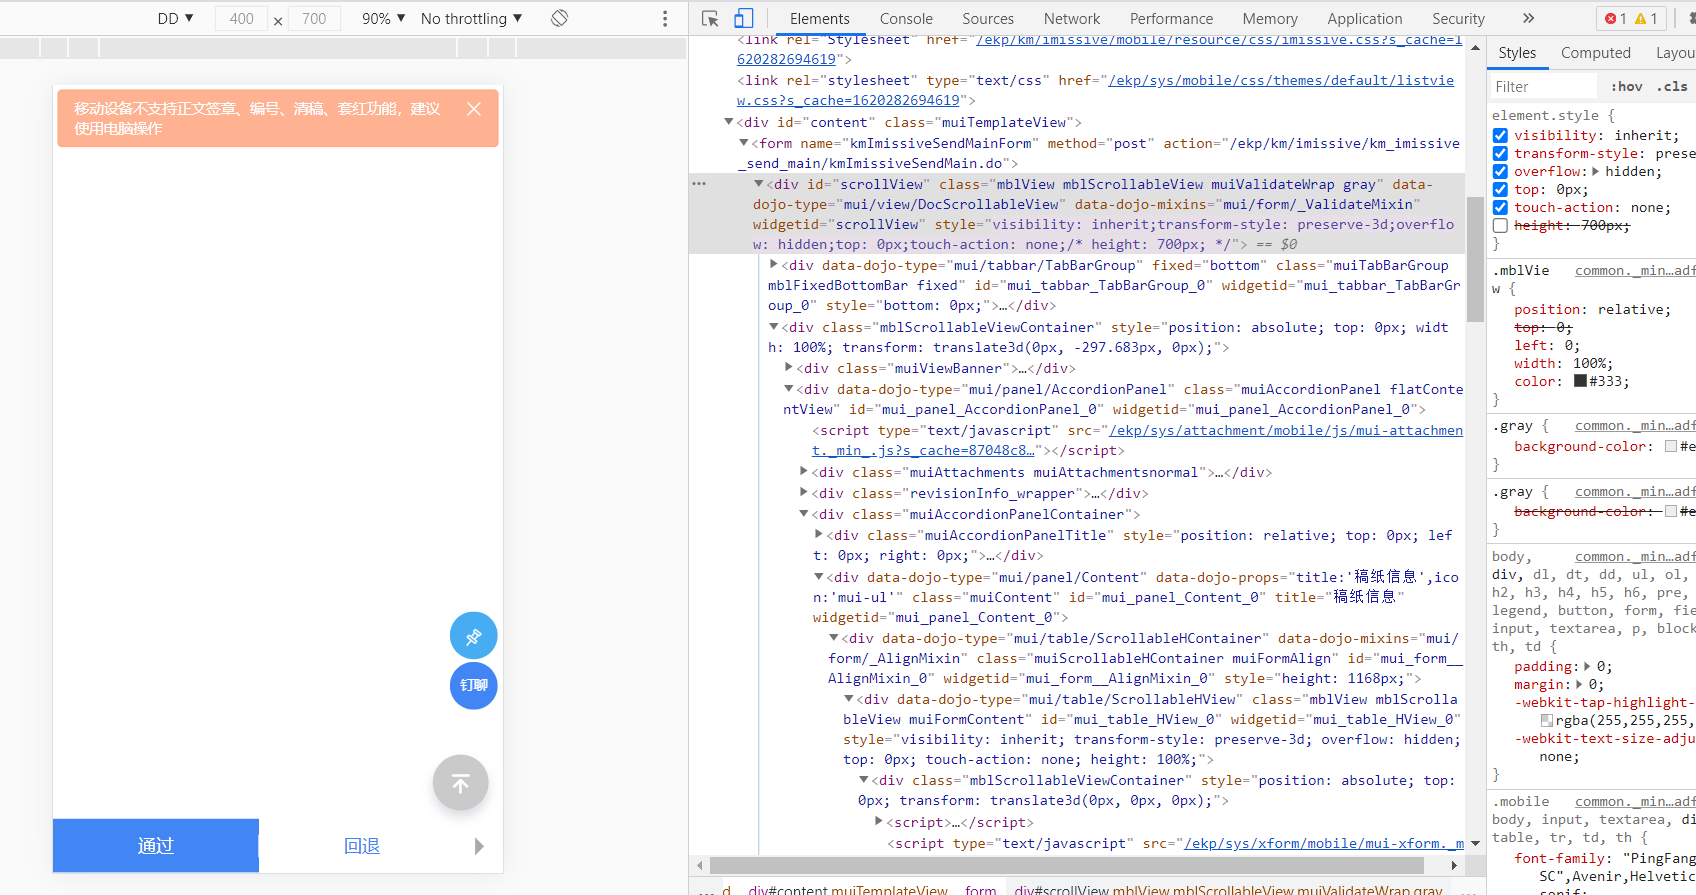 DD ▼ 400 × 700 90% ▼ No throttling ▼
Elements Console Sources Network Performance Memory Application Security » 1 1
移动设备不支持正文签章、编号、清稿、套红功能，建议
使用电脑操作
钉聊
通过 回退
<link rel="stylesheet" href="/ekp/km/imissive/mobile/resource/css/imissive.css?s_cache=1
620282694619">
<link rel="stylesheet" type="text/css" href="/ekp/sys/mobile/css/themes/default/listvie
w.css?s_cache=1620282694619">
▼<div id="content" class="muiTemplateView">
▼<form name="kmImissiveSendMainForm" method="post" action="/ekp/km/imissive/km_imissive
_send_main/kmImissiveSendMain.do">
… ▼<div id="scrollView" class="mblView mblScrollableView muiValidateWrap gray" data-
dojo-type="mui/view/DocScrollableView" data-dojo-mixins="mui/form/_ValidateMixin"
widgetid="scrollView" style="visibility: inherit;transform-style: preserve-3d;overflo
w: hidden;top: 0px;touch-action: none;/* height: 700px; */"> == $0
▶<div data-dojo-type="mui/tabbar/TabBarGroup" fixed="bottom" class="muiTabBarGroup
mblFixedBottomBar fixed" id="mui_tabbar_TabBarGroup_0" widgetid="mui_tabbar_TabBarGr
oup_0" style="bottom: 0px;">…</div>
▼<div class="mblScrollableViewContainer" style="position: absolute; top: 0px; widt
h: 100%; transform: translate3d(0px, -297.683px, 0px);">
▶<div class="muiViewBanner">…</div>
▼<div data-dojo-type="mui/panel/AccordionPanel" class="muiAccordionPanel flatConte
ntView" id="mui_panel_AccordionPanel_0" widgetid="mui_panel_AccordionPanel_0">
<script type="text/javascript" src="/ekp/sys/attachment/mobile/js/mui-attachmen
t._min_.js?s_cache=87048c8…"></script>
▶<div class="muiAttachments muiAttachmentsnormal">…</div>
▶<div class="revisionInfo_wrapper">…</div>
▼<div class="muiAccordionPanelContainer">
▶<div class="muiAccordionPanelTitle" style="position: relative; top: 0px; lef
t: 0px; right: 0px;">…</div>
▼<div data-dojo-type="mui/panel/Content" data-dojo-props="title:'稿纸信息',ico
n:'mui-ul'" class="muiContent" id="mui_panel_Content_0" title="稿纸信息"
widgetid="mui_panel_Content_0">
▼<div data-dojo-type="mui/table/ScrollableHContainer" data-dojo-mixins="mui/
form/_AlignMixin" class="muiScrollableHContainer muiFormAlign" id="mui_form__
AlignMixin_0" widgetid="mui_form__AlignMixin_0" style="height: 1168px;">
▼<div data-dojo-type="mui/table/ScrollableHView" class="mblView mblScrolla
bleView muiFormContent" id="mui_table_HView_0" widgetid="mui_table_HView_0"
style="visibility: inherit; transform-style: preserve-3d; overflow: hidden;
top: 0px; touch-action: none; height: 100%;">
▼<div class="mblScrollableViewContainer" style="position: absolute; top:
0px; transform: translate3d(0px, 0px, 0px);">
▶<script>…</script>
<script type="text/javascript" src="/ekp/sys/xform/mobile/mui-xform._m
… d div#content.muiTemplateView form div#scrollView.mblView.mblScrollableView.muiValidateWrap.gray …
Styles Computed Layou
Filter :hov .cls
element.style {
visibility: inherit;
transform-style: prese
overflow:▶ hidden;
top: 0px;
touch-action: none;
height: 700px;
}
.mblVie common._min…adf
w {
position: relative;
top: 0;
left: 0;
width: 100%;
color: #333;
}
.gray { common._min…adf
background-color: #e
}
.gray { common._min…adf
background-color: #e
}
body, common._min…adf
div, dl, dt, dd, ul, ol,
h2, h3, h4, h5, h6, pre,
legend, button, form, fie
input, textarea, p, block
th, td {
padding:▶ 0;
margin:▶ 0;
-webkit-tap-highlight-
rgba(255,255,255,
-webkit-text-size-adju
none;
}
.mobile common._min…adf
body, input, textarea, di
table, tr, td, th {
font-family: "PingFang
SC",Avenir,Helvetic
serif;